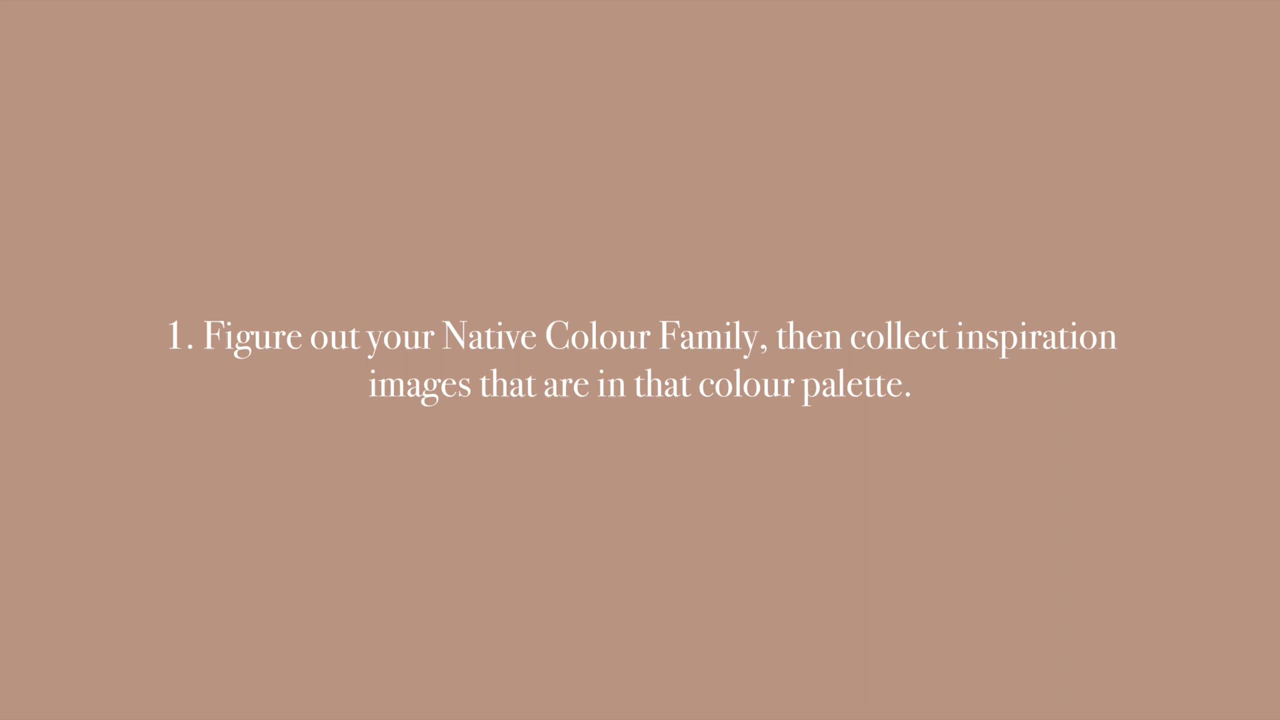 1. Figure out your Native Colour Family, then collect inspiration
images that are in that colour palette.